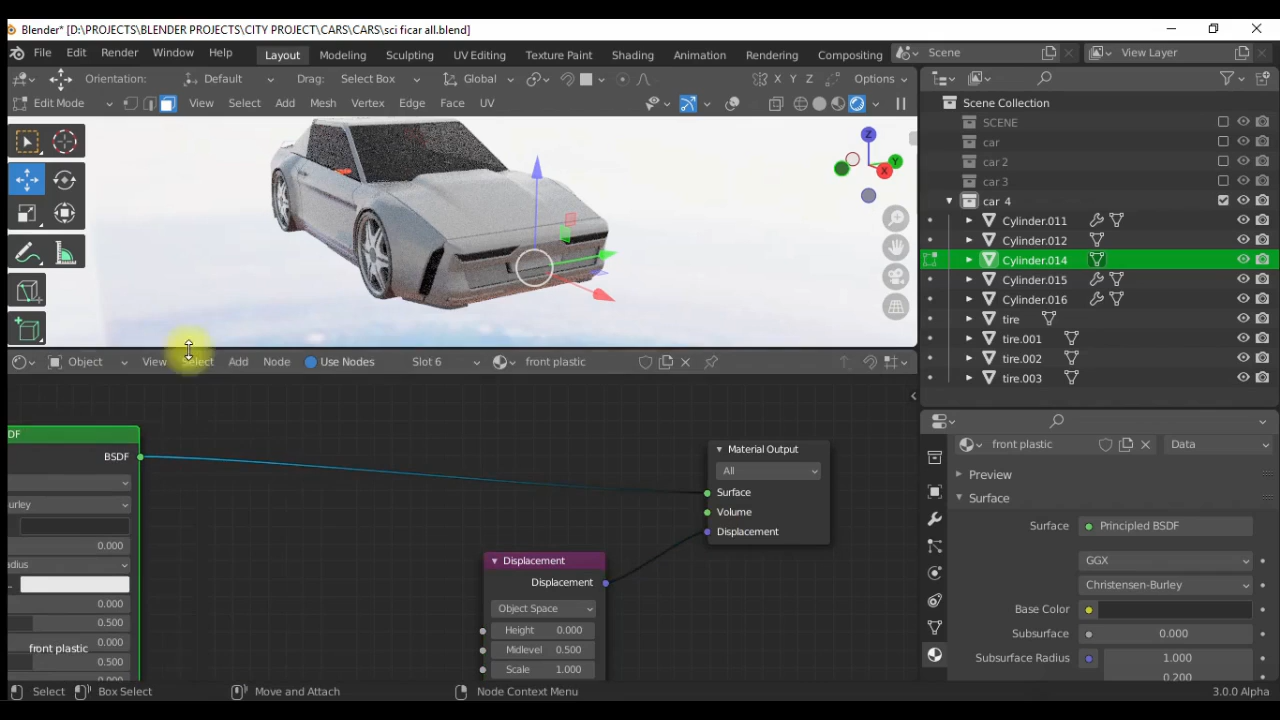 Blender* [D:\PROJECTS\BLENDER PROJECTS\CITY PROJECT\CARS\CARS\sci ficar all.blend]
File Edit Render Window Help Layout Modeling Sculpting UV Editing Texture Paint Shading Animation Rendering Compositing Scene View Layer
Orientation: Default Drag: Select Box Global X Y Z Options
Edit Mode View Select Add Mesh Vertex Edge Face UV
Scene Collection
SCENE
car
car 2
car 3
car 4
Cylinder.011
Cylinder.012
Cylinder.014
Cylinder.015
Cylinder.016
tire
tire.001
tire.002
tire.003
Z
Y
X
Object View Select Add Node Use Nodes Slot 6 front plastic
DF
BSDF
urley
0.000
adius
0.000
0.500
0.000
0.500
front plastic
Material Output
All
Surface
Volume
Displacement
Displacement
Displacement
Object Space
Height 0.000
Midlevel 0.500
Scale 1.000
front plastic Data
Preview
Surface
Surface Principled BSDF
GGX
Christensen-Burley
Base Color
Subsurface 0.000
Subsurface Radius 1.000
0.200
Select Box Select Move and Attach Node Context Menu 3.0.0 Alpha